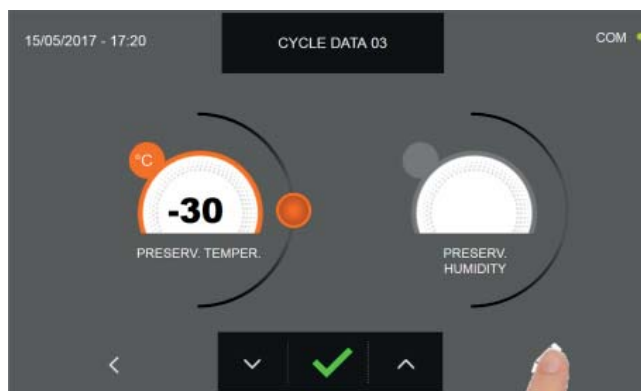 15/05/2017 - 17:20
CYCLE DATA 03
COM
°C
-30
PRESERV. TEMPER.
PRESERV.
HUMIDITY